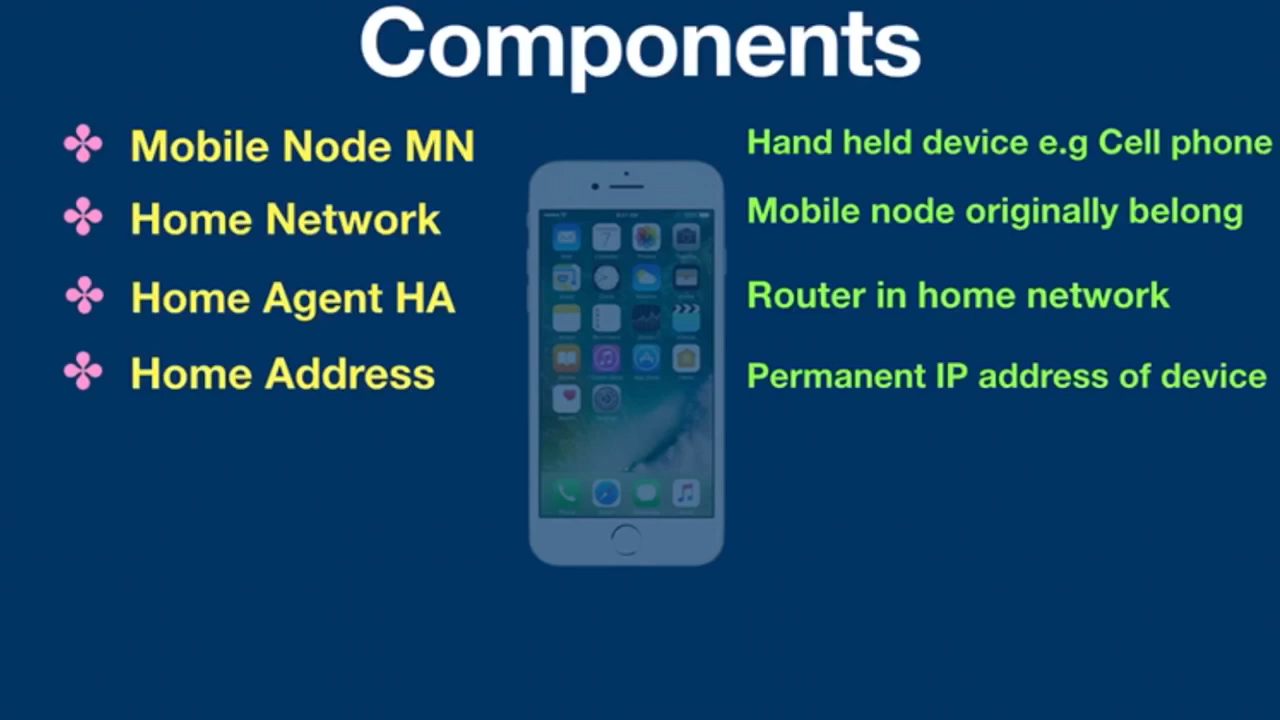 Components
Mobile Node MN
Hand held device e.g Cell phone
Home Network
Mobile node originally belong
Home Agent HA
Router in home network
Home Address
Permanent IP address of device